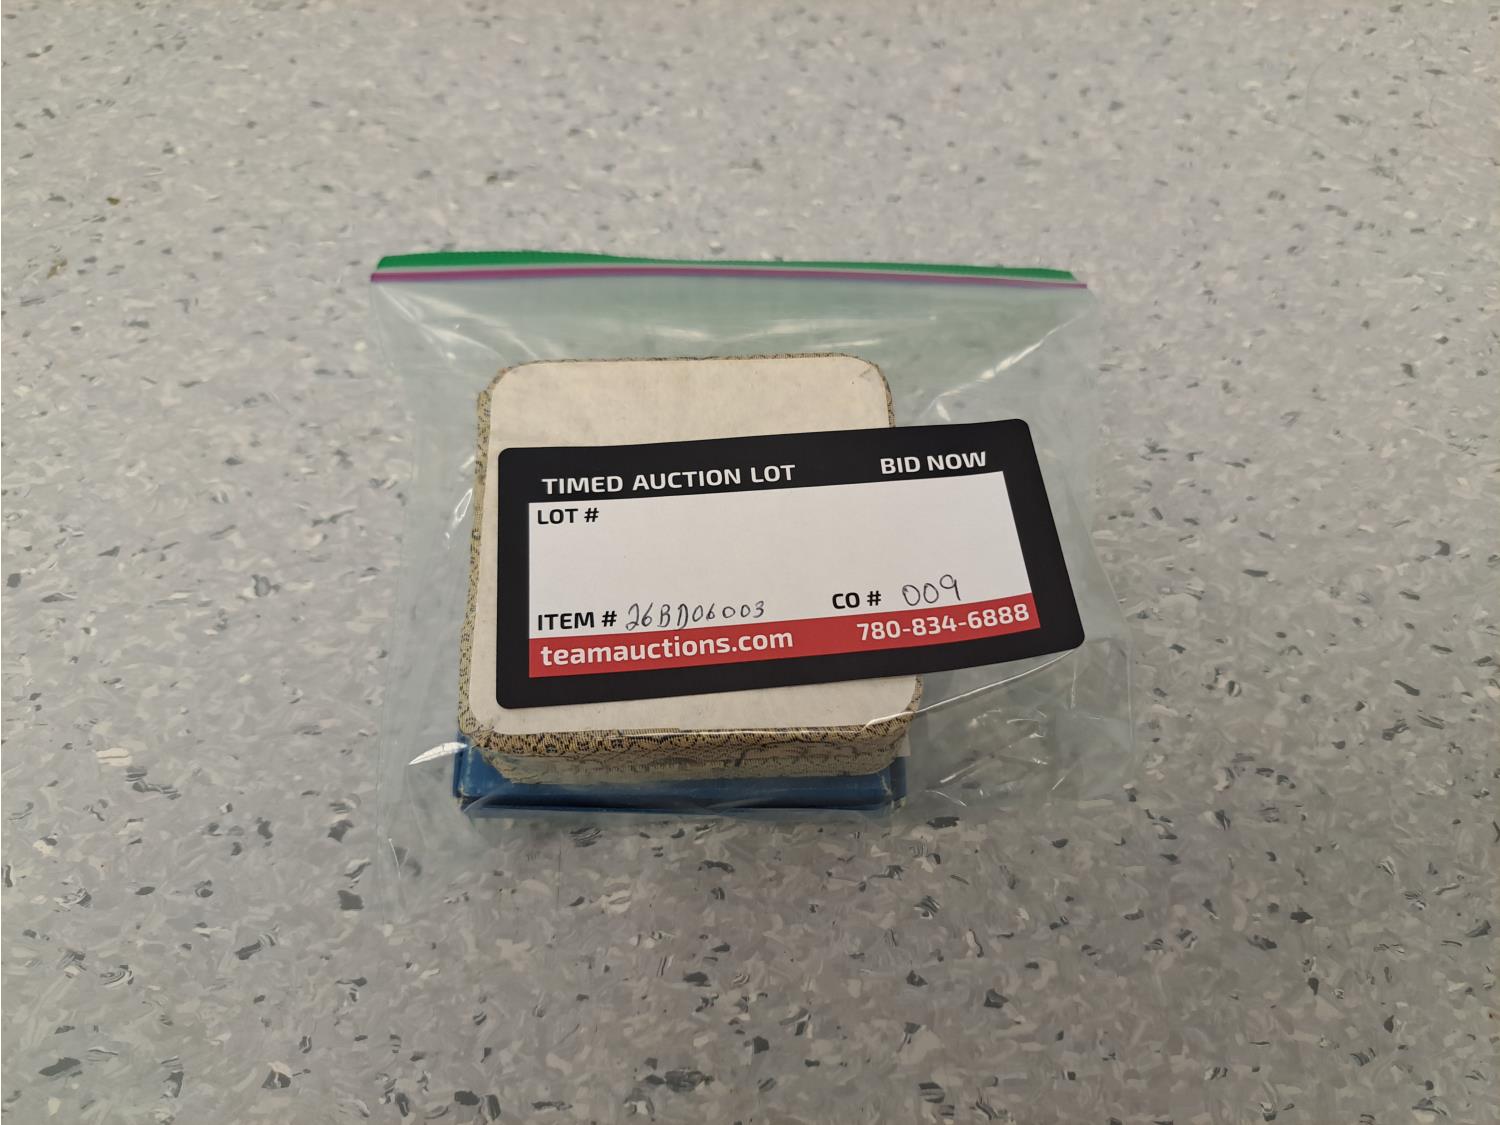 TIMED AUCTION LOT BID NOW
LOT #
ITEM # 26BD06003 CO # 009
teamauctions.com 780-834-6888